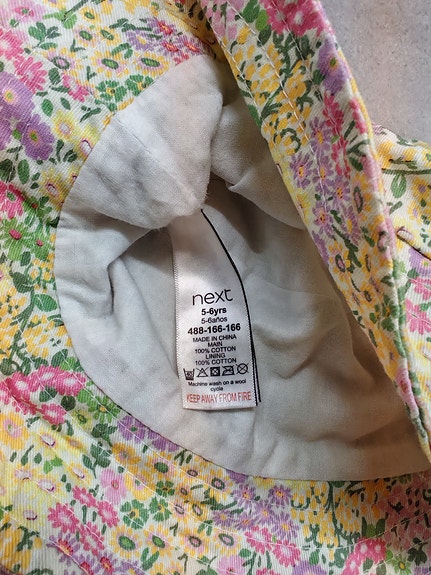 next
5-6yrs
5-6años
488-166-166
MADE IN CHINA
MAIN
100% COTTON
LINING
100% COTTON
Machine wash on a wool
cycle
KEEP AWAY FROM FIRE